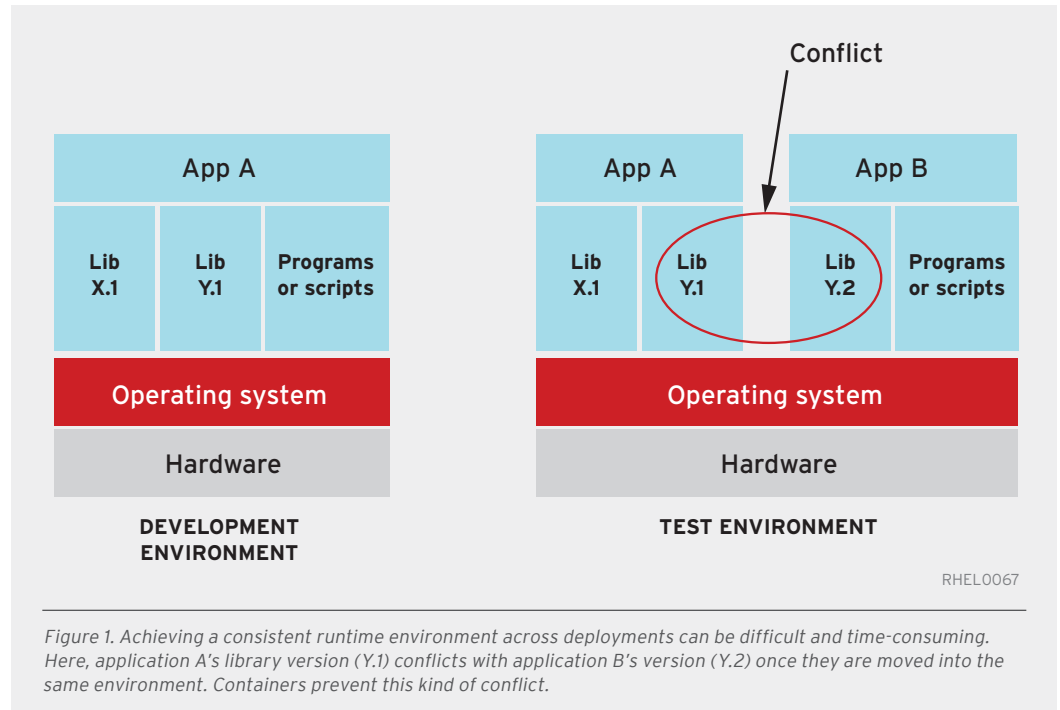 Conflict
App A
Lib
X.1
Lib
Y.1
Programs
or scripts
Operating system
Hardware
DEVELOPMENT
ENVIRONMENT
App A
App B
Lib
X.1
Lib
Y.1
Lib
Y.2
Programs
or scripts
Operating system
Hardware
TEST ENVIRONMENT
RHEL0067
Figure 1. Achieving a consistent runtime environment across deployments can be difficult and time-consuming.
Here, application A’s library version (Y.1) conflicts with application B’s version (Y.2) once they are moved into the
same environment. Containers prevent this kind of conflict.